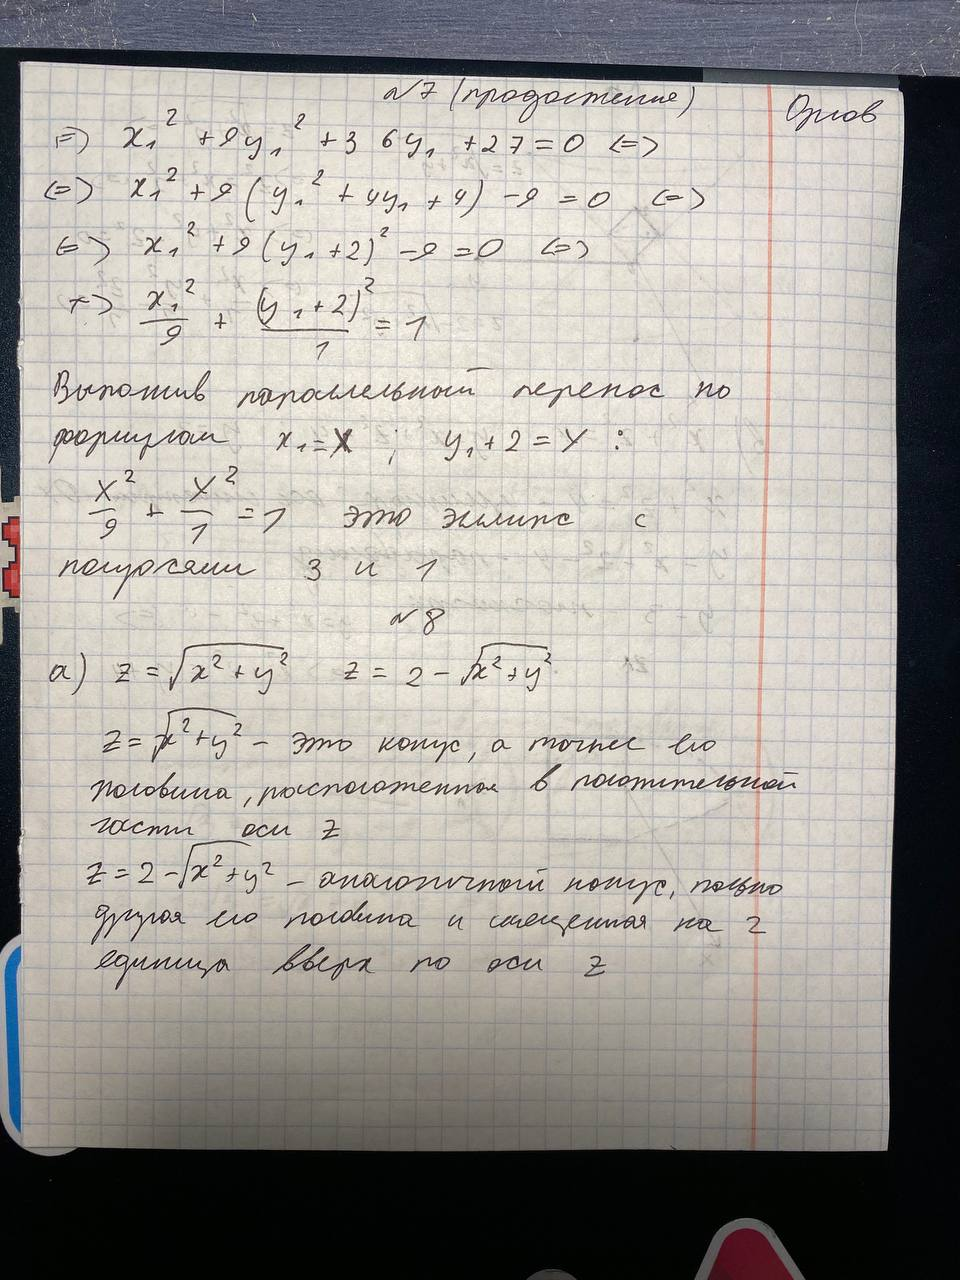 №7 (продолжение) Орлов
=> x₁² + 9y₁² + 36y₁ + 27 = 0 <=>
<=> x₁² + 9(y₁² + 4y₁ + 4) - 9 = 0 <=>
<=> x₁² + 9(y₁ + 2)² - 9 = 0 <=>
<=> x₁²/9 + (y₁ + 2)²/1 = 1
Выполнив параллельный перенос по
формулам x₁ = X ; y₁ + 2 = Y :
X²/9 + Y²/1 = 1 это эллипс с
полуосями 3 и 1
№8
а) z = √(x² + y²) z = 2 - √(x² + y²)
z = √(x² + y²) - это конус, а точнее его
половина, расположенная в положительной
части оси z
z = 2 - √(x² + y²) - аналогичный конус, только
другая его половина и смещенная на 2
единицы вверх по оси z